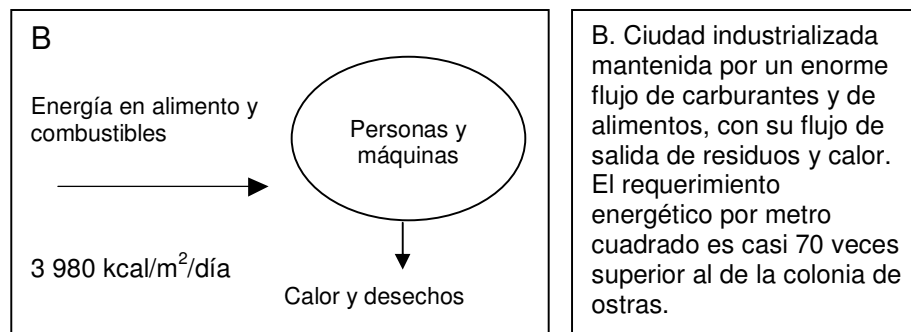 B
Energía en alimento y
combustibles
Personas y
máquinas
3 980 kcal/m²/día
Calor y desechos
B. Ciudad industrializada
mantenida por un enorme
flujo de carburantes y de
alimentos, con su flujo de
salida de residuos y calor.
El requerimiento
energético por metro
cuadrado es casi 70 veces
superior al de la colonia de
ostras.